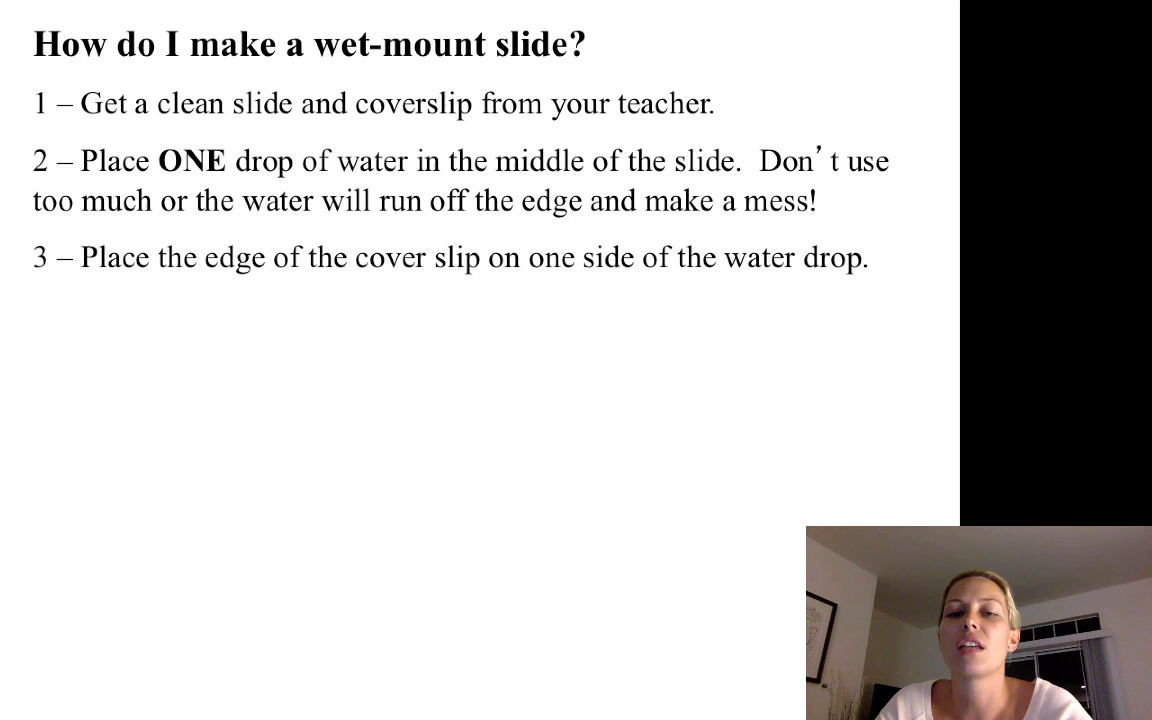 How do I make a wet-mount slide?
1 – Get a clean slide and coverslip from your teacher.
2 – Place ONE drop of water in the middle of the slide.  Don’ t use
too much or the water will run off the edge and make a mess!
3 – Place the edge of the cover slip on one side of the water drop.